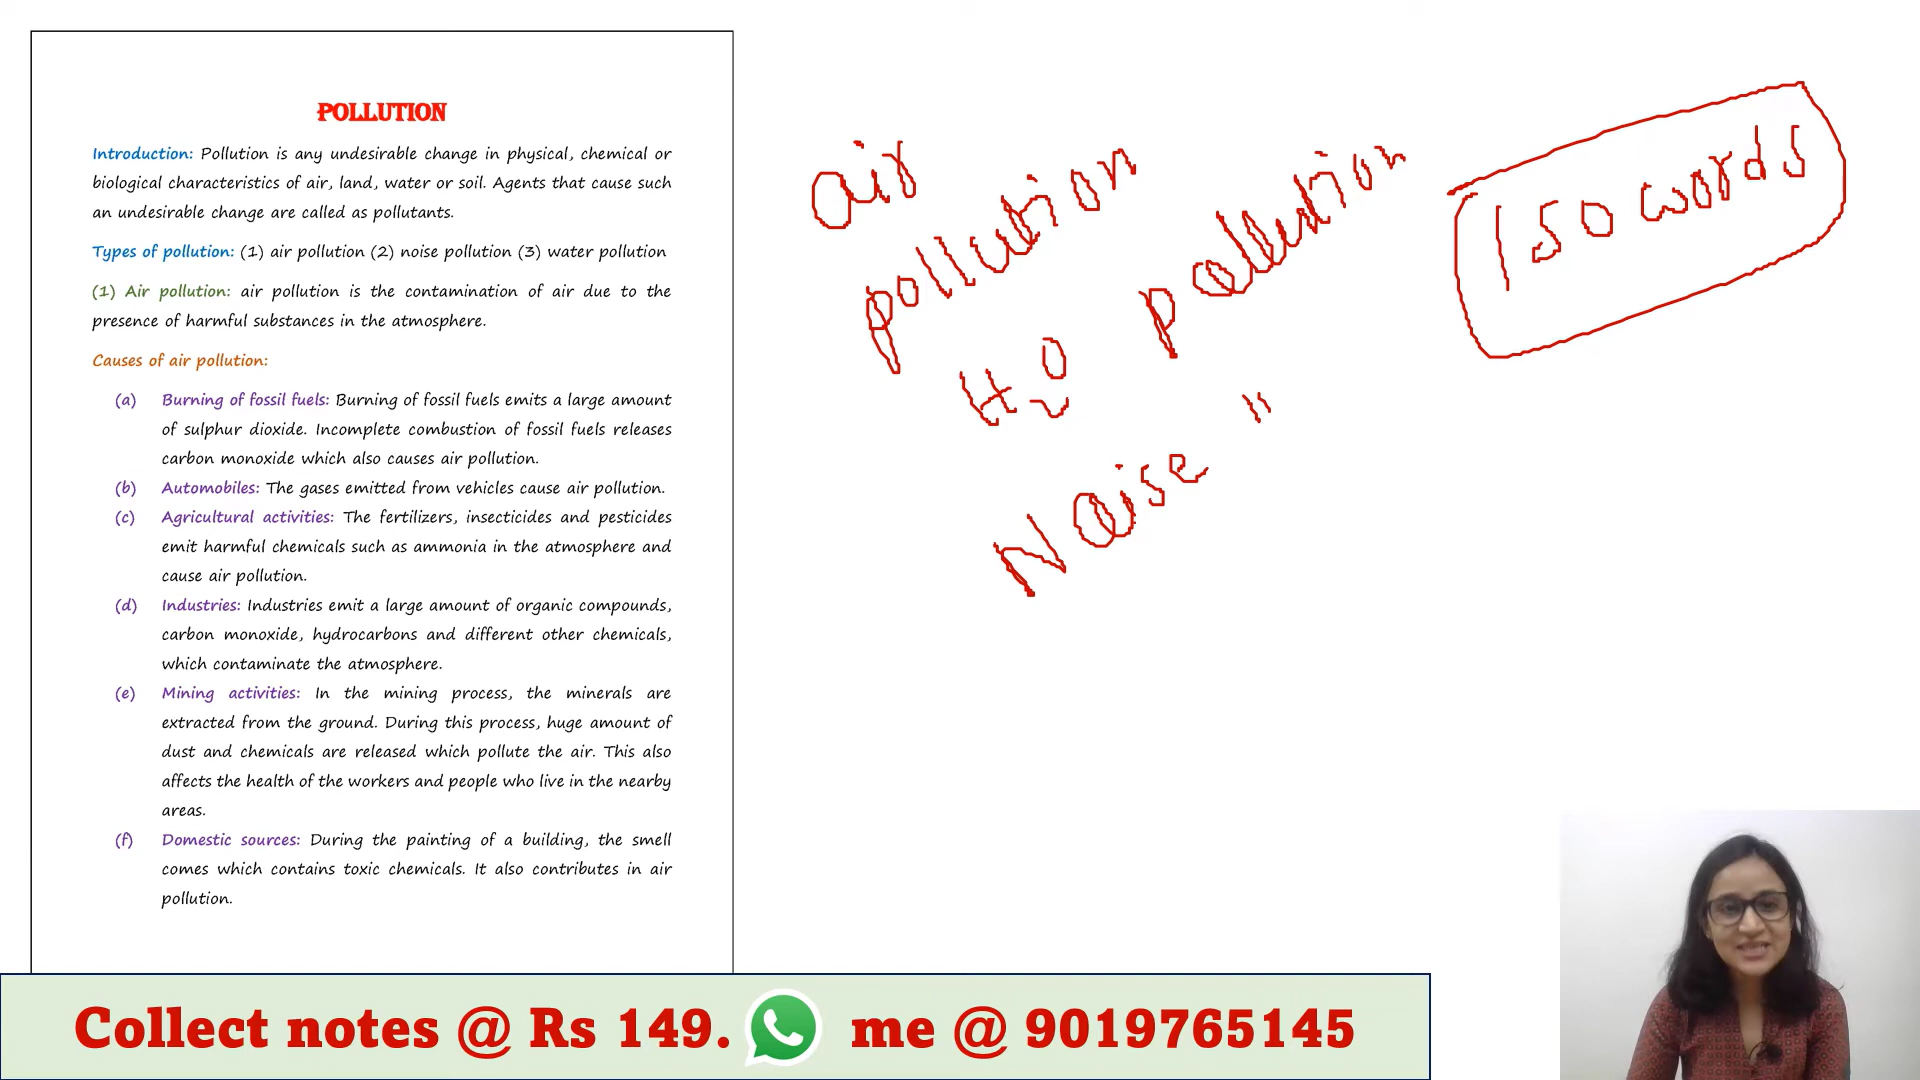 POLLUTION
Introduction: Pollution is any undesirable change in physical, chemical or
biological characteristics of air, land, water or soil. Agents that cause such
an undesirable change are called as pollutants.
Types of pollution: (1) air pollution (2) noise pollution (3) water pollution
(1) Air pollution: air pollution is the contamination of air due to the
presence of harmful substances in the atmosphere.
Causes of air pollution:
(a) Burning of fossil fuels: Burning of fossil fuels emits a large amount
of sulphur dioxide. Incomplete combustion of fossil fuels releases
carbon monoxide which also causes air pollution.
(b) Automobiles: The gases emitted from vehicles cause air pollution.
(c) Agricultural activities: The fertilizers, insecticides and pesticides
emit harmful chemicals such as ammonia in the atmosphere and
cause air pollution.
(d) Industries: Industries emit a large amount of organic compounds,
carbon monoxide, hydrocarbons and different other chemicals,
which contaminate the atmosphere.
(e) Mining activities: In the mining process, the minerals are
extracted from the ground. During this process, huge amount of
dust and chemicals are released which pollute the air. This also
affects the health of the workers and people who live in the nearby
areas.
(f) Domestic sources: During the painting of a building, the smell
comes which contains toxic chemicals. It also contributes in air
pollution.
air
pollution
H2O pollution
Noise "
150 words
Collect notes @ Rs 149. me @ 9019765145